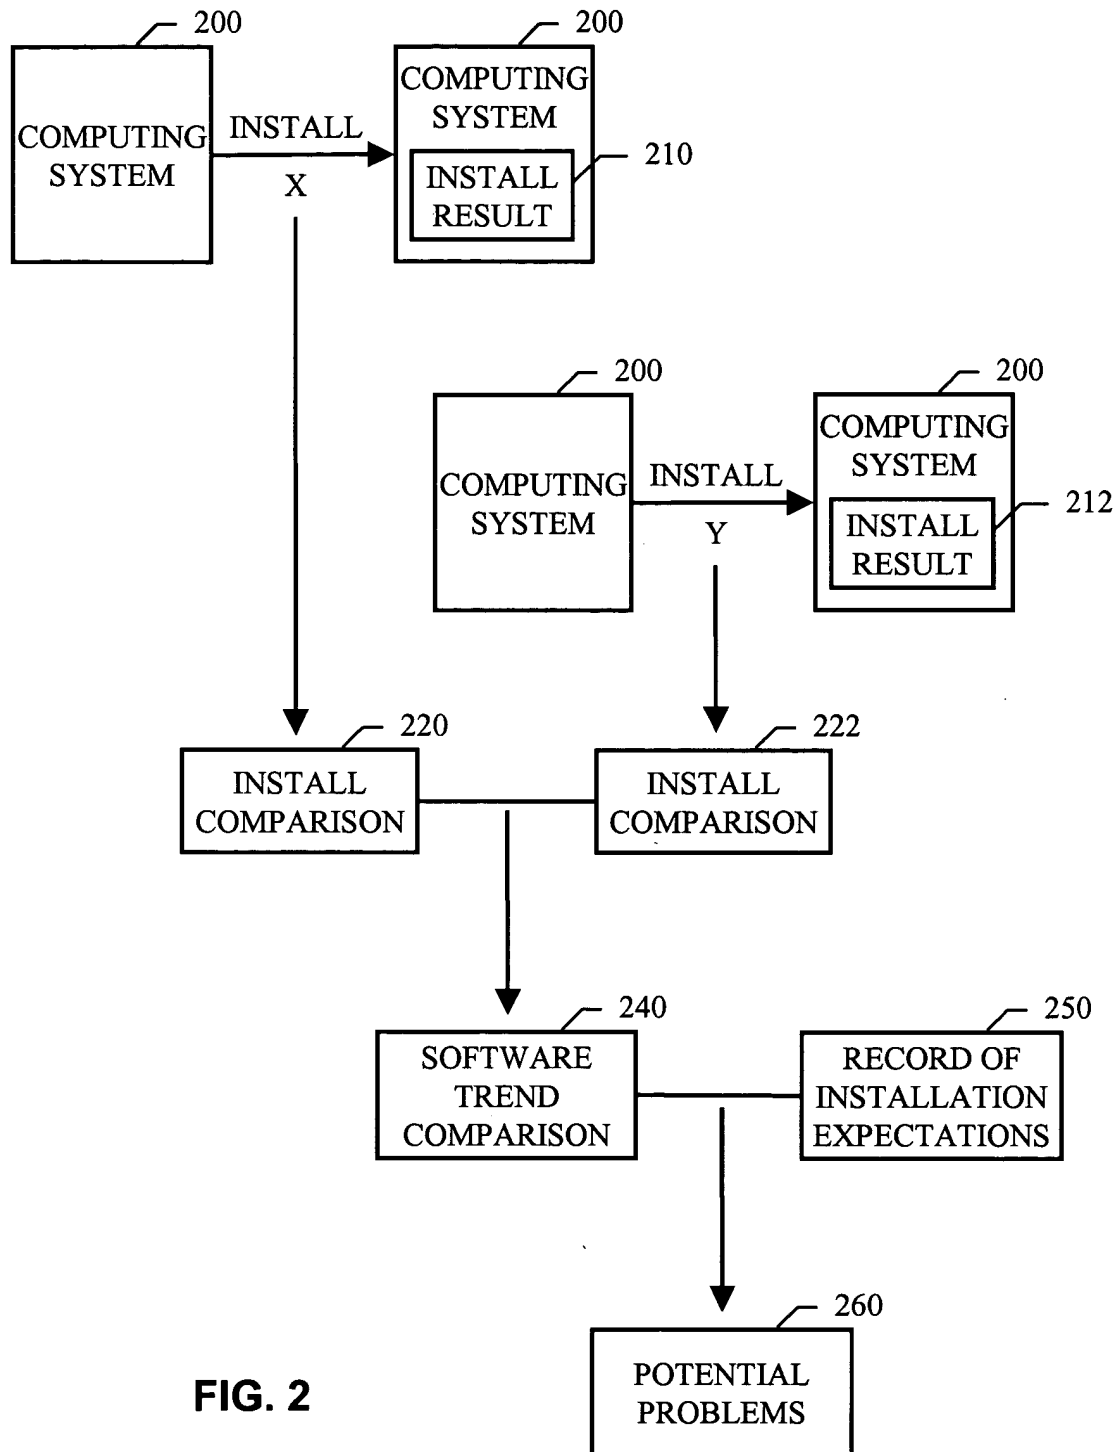 200
200
COMPUTING
SYSTEM
INSTALL
X
COMPUTING
SYSTEM
INSTALL
RESULT
210
200
200
COMPUTING
SYSTEM
INSTALL
Y
COMPUTING
SYSTEM
INSTALL
RESULT
212
220
222
INSTALL
COMPARISON
INSTALL
COMPARISON
240
250
SOFTWARE
TREND
COMPARISON
RECORD OF
INSTALLATION
EXPECTATIONS
260
POTENTIAL
PROBLEMS
FIG. 2